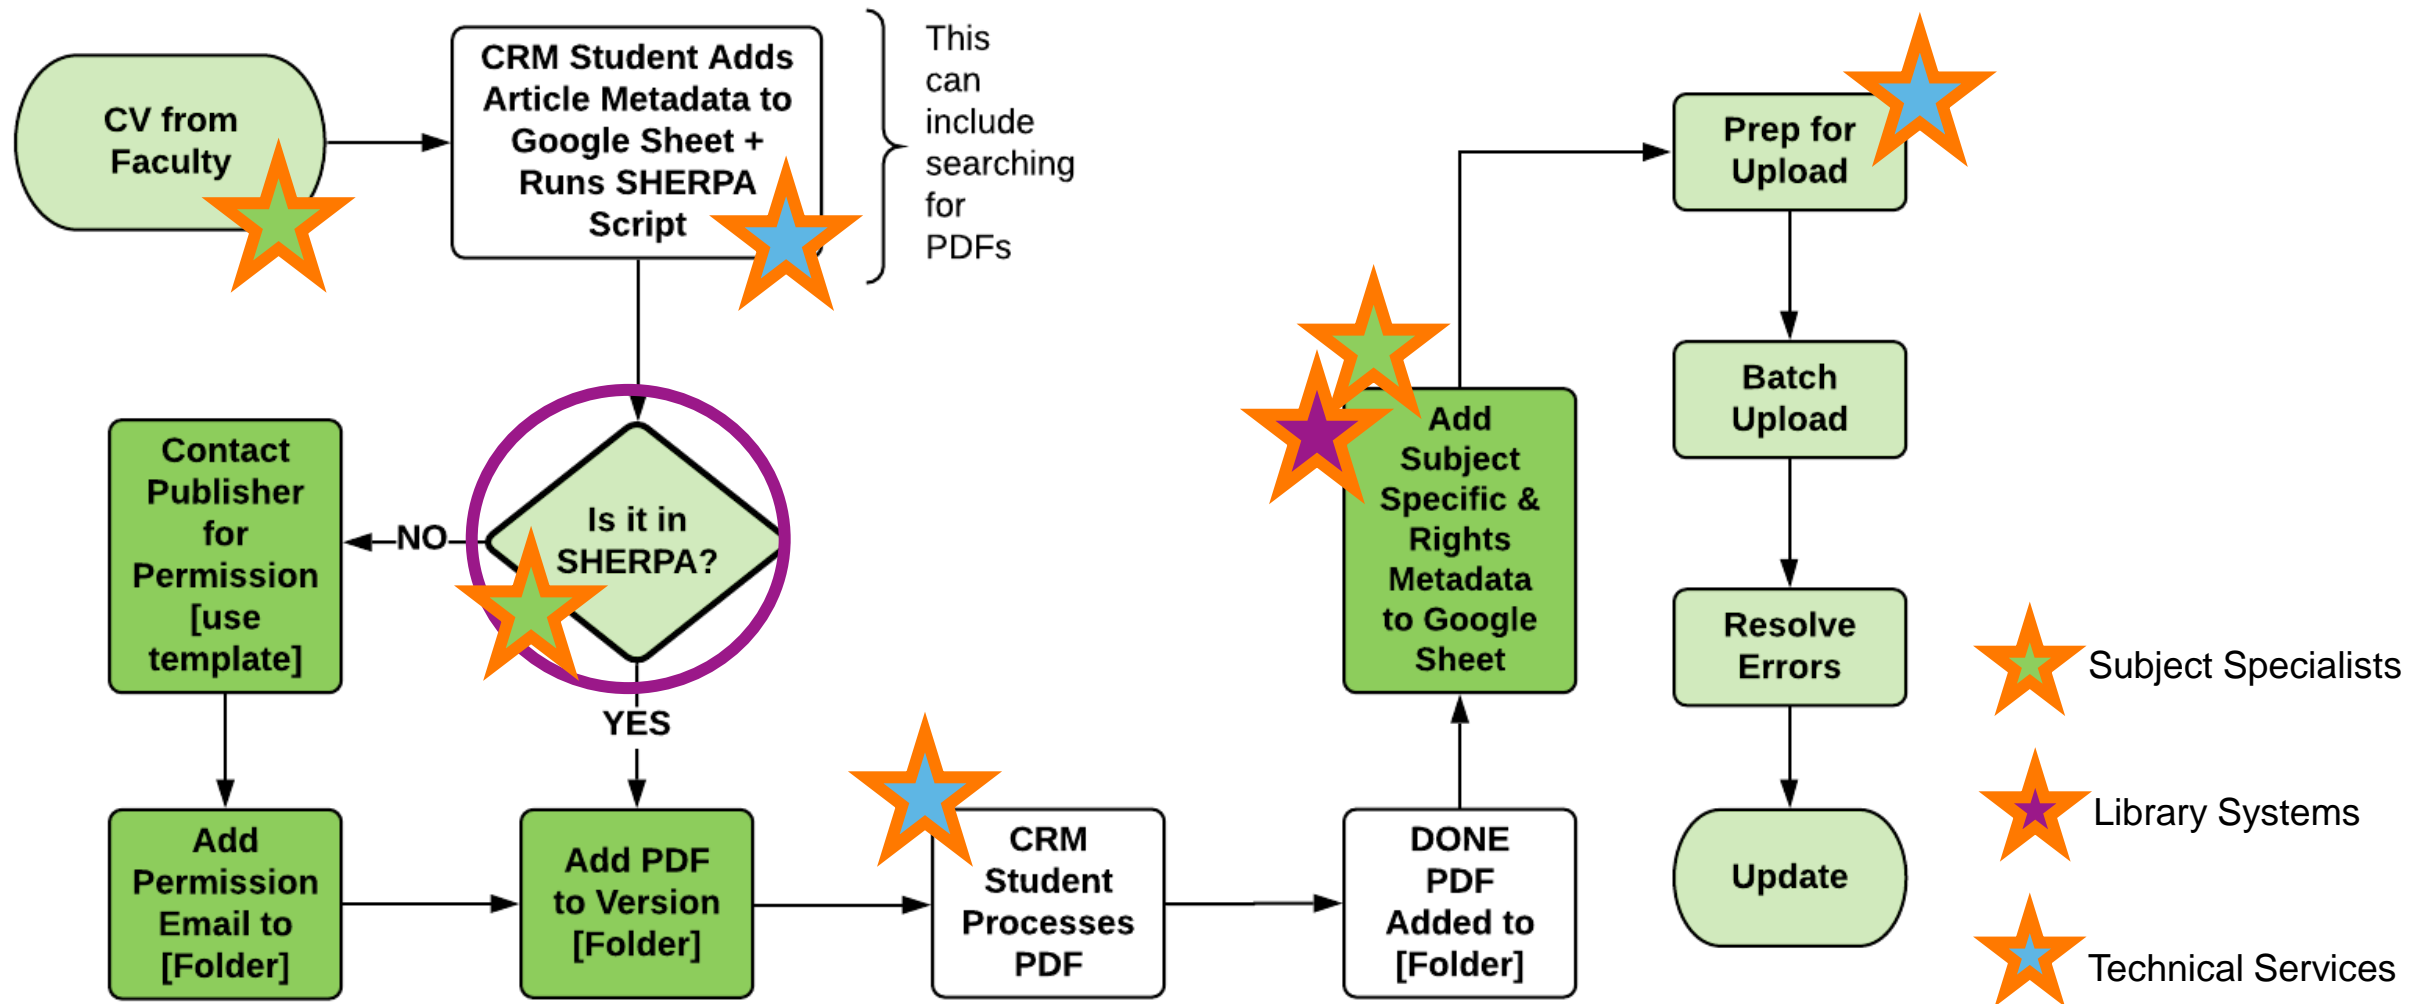 CV from
Faculty
CRM Student Adds
Article Metadata to
Google Sheet +
Runs SHERPA
Script
This
can
include
searching
for
PDFs
Is it in
SHERPA?
NO
YES
Contact
Publisher
for
Permission
[use
template]
Add
Permission
Email to
[Folder]
Add PDF
to Version
[Folder]
CRM
Student
Processes
PDF
DONE
PDF
Added to
[Folder]
Add
Subject
Specific &
Rights
Metadata
to Google
Sheet
Prep for
Upload
Batch
Upload
Resolve
Errors
Update
Subject Specialists
Library Systems
Technical Services